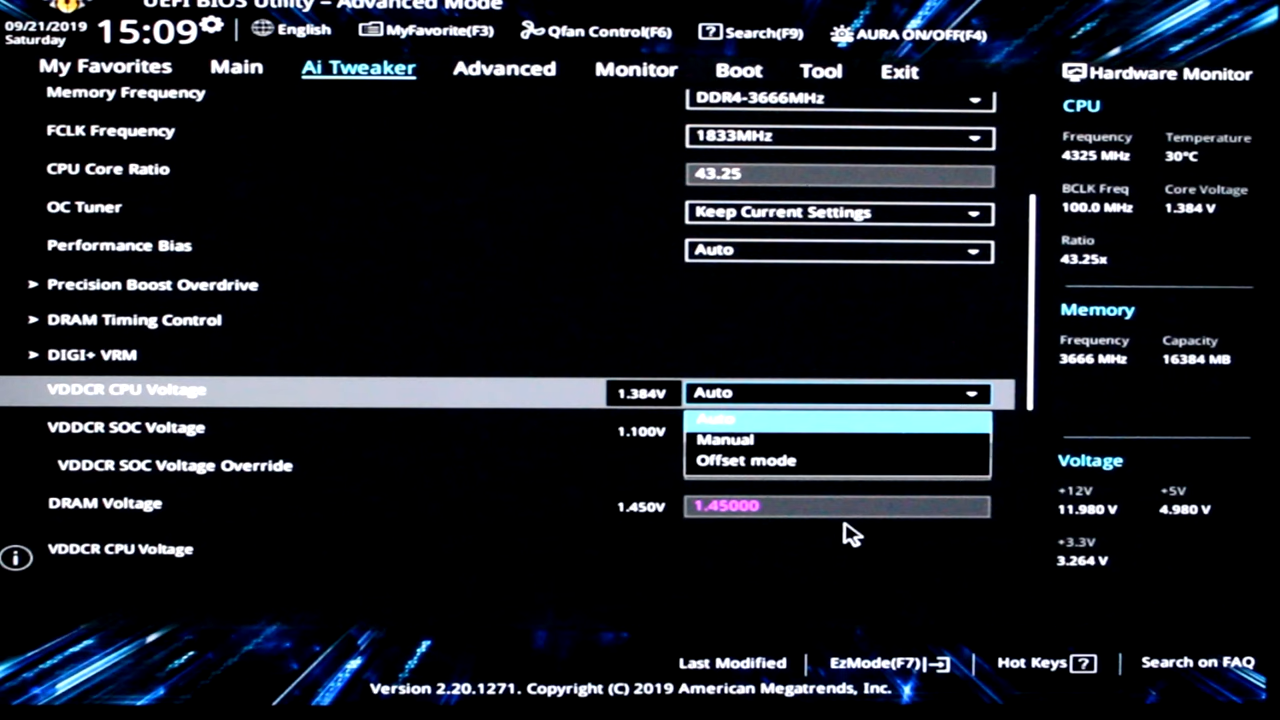 UEFI BIOS Utility – Advanced Mode
09/21/2019
Saturday
15:09
English
MyFavorite(F3)
Qfan Control(F6)
? Search(F9)
AURA ON/OFF(F4)
My Favorites
Main
Ai Tweaker
Advanced
Monitor
Boot
Tool
Exit
Hardware Monitor
Memory Frequency
DDR4-3666MHz
FCLK Frequency
1833MHz
CPU Core Ratio
43.25
OC Tuner
Keep Current Settings
Performance Bias
Auto
> Precision Boost Overdrive
> DRAM Timing Control
> DIGI+ VRM
VDDCR CPU Voltage
1.384V
Auto
Auto
Manual
Offset mode
VDDCR SOC Voltage
1.100V
VDDCR SOC Voltage Override
DRAM Voltage
1.450V
1.45000
i
VDDCR CPU Voltage
CPU
Frequency Temperature
4325 MHz 30°C
BCLK Freq Core Voltage
100.0 MHz 1.384 V
Ratio
43.25x
Memory
Frequency Capacity
3666 MHz 16384 MB
Voltage
+12V +5V
11.980 V 4.980 V
+3.3V
3.264 V
Last Modified
EzMode(F7)
Hot Keys ?
Search on FAQ
Version 2.20.1271. Copyright (C) 2019 American Megatrends, Inc.